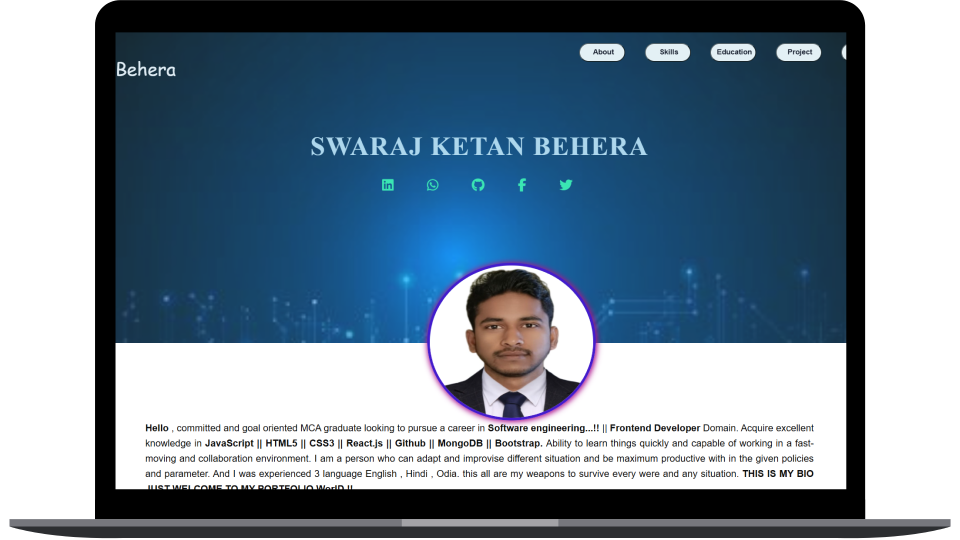 About Skills Education Project
Behera
SWARAJ KETAN BEHERA
Hello , committed and goal oriented MCA graduate looking to pursue a career in Software engineering...!! || Frontend Developer Domain. Acquire excellent
knowledge in JavaScript || HTML5 || CSS3 || React.js || Github || MongoDB || Bootstrap. Ability to learn things quickly and capable of working in a fast-
moving and collaboration environment. I am a person who can adapt and improvise different situation and be maximum productive with in the given policies
and parameter. And I was experienced 3 language English , Hindi , Odia. this all are my weapons to survive every were and any situation. THIS IS MY BIO
JUST WELCOME TO MY PORTFOLIO WorlD !!